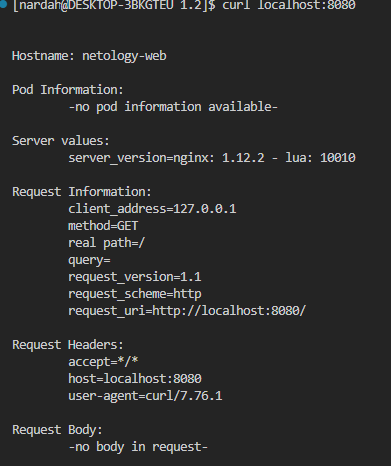 [nardah@DESKTOP-3BKGTEU 1.2]$ curl localhost:8080
Hostname: netology-web
Pod Information:
-no pod information available-
Server values:
server_version=nginx: 1.12.2 - lua: 10010
Request Information:
client_address=127.0.0.1
method=GET
real path=/
query=
request_version=1.1
request_scheme=http
request_uri=http://localhost:8080/
Request Headers:
accept=*/*
host=localhost:8080
user-agent=curl/7.76.1
Request Body:
-no body in request-